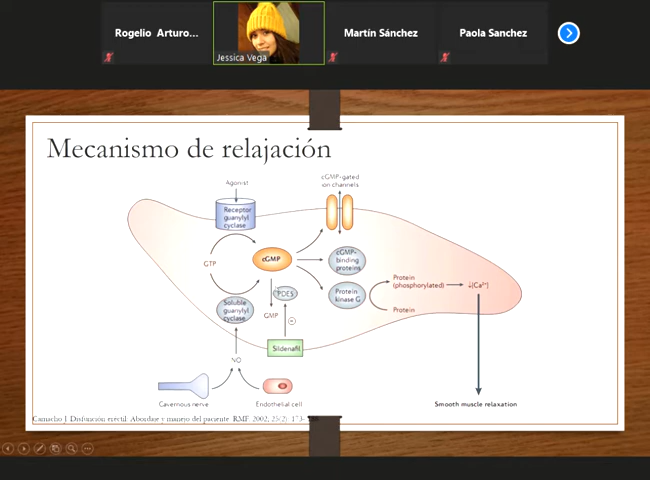 Rogelio Arturo...
Martín Sánchez
Paola Sanchez
Jessica Vega
Mecanismo de relajación
Agonist
cGMP-gated
ion channels
Receptor
guanylyl
cyclase
GTP
cGMP
cGMP-
binding
proteins
PDE5
Protein
kinase G
Protein
(phosphorylated)
↓[Ca²⁺]
Protein
GMP
Soluble
guanylyl
cyclase
Sildenafil
NO
Cavernous nerve
Endothelial cell
Smooth muscle relaxation
Camacho J. Disfunción eréctil: Abordaje y manejo del paciente. RMF. 2002; 25(2): 173-